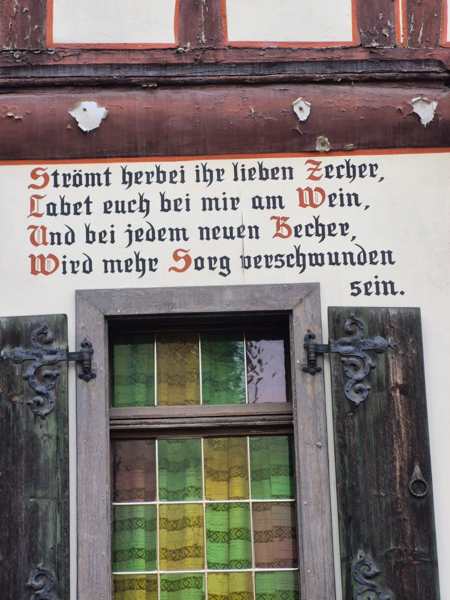 Strömt herbei ihr lieben Zecher,
Labet euch bei mir am Wein,
Und bei jedem neuen Becher,
Wird mehr Sorg verschwunden
sein.